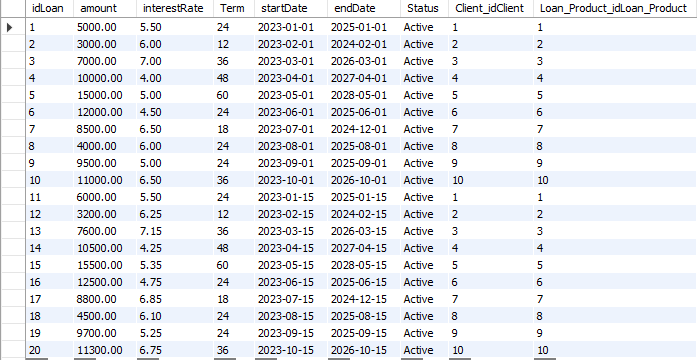 idLoan amount interestRate Term startDate endDate Status Client_idClient Loan_Product_idLoan_Product
1 5000.00 5.50 24 2023-01-01 2025-01-01 Active 1 1
2 3000.00 6.00 12 2023-02-01 2024-02-01 Active 2 2
3 7000.00 7.00 36 2023-03-01 2026-03-01 Active 3 3
4 10000.00 4.00 48 2023-04-01 2027-04-01 Active 4 4
5 15000.00 5.00 60 2023-05-01 2028-05-01 Active 5 5
6 12000.00 4.50 24 2023-06-01 2025-06-01 Active 6 6
7 8500.00 6.50 18 2023-07-01 2024-12-01 Active 7 7
8 4000.00 6.00 24 2023-08-01 2025-08-01 Active 8 8
9 9500.00 5.00 24 2023-09-01 2025-09-01 Active 9 9
10 11000.00 6.50 36 2023-10-01 2026-10-01 Active 10 10
11 6000.00 5.50 24 2023-01-15 2025-01-15 Active 1 1
12 3200.00 6.25 12 2023-02-15 2024-02-15 Active 2 2
13 7600.00 7.15 36 2023-03-15 2026-03-15 Active 3 3
14 10500.00 4.25 48 2023-04-15 2027-04-15 Active 4 4
15 15500.00 5.35 60 2023-05-15 2028-05-15 Active 5 5
16 12500.00 4.75 24 2023-06-15 2025-06-15 Active 6 6
17 8800.00 6.85 18 2023-07-15 2024-12-15 Active 7 7
18 4500.00 6.10 24 2023-08-15 2025-08-15 Active 8 8
19 9700.00 5.25 24 2023-09-15 2025-09-15 Active 9 9
20 11300.00 6.75 36 2023-10-15 2026-10-15 Active 10 10